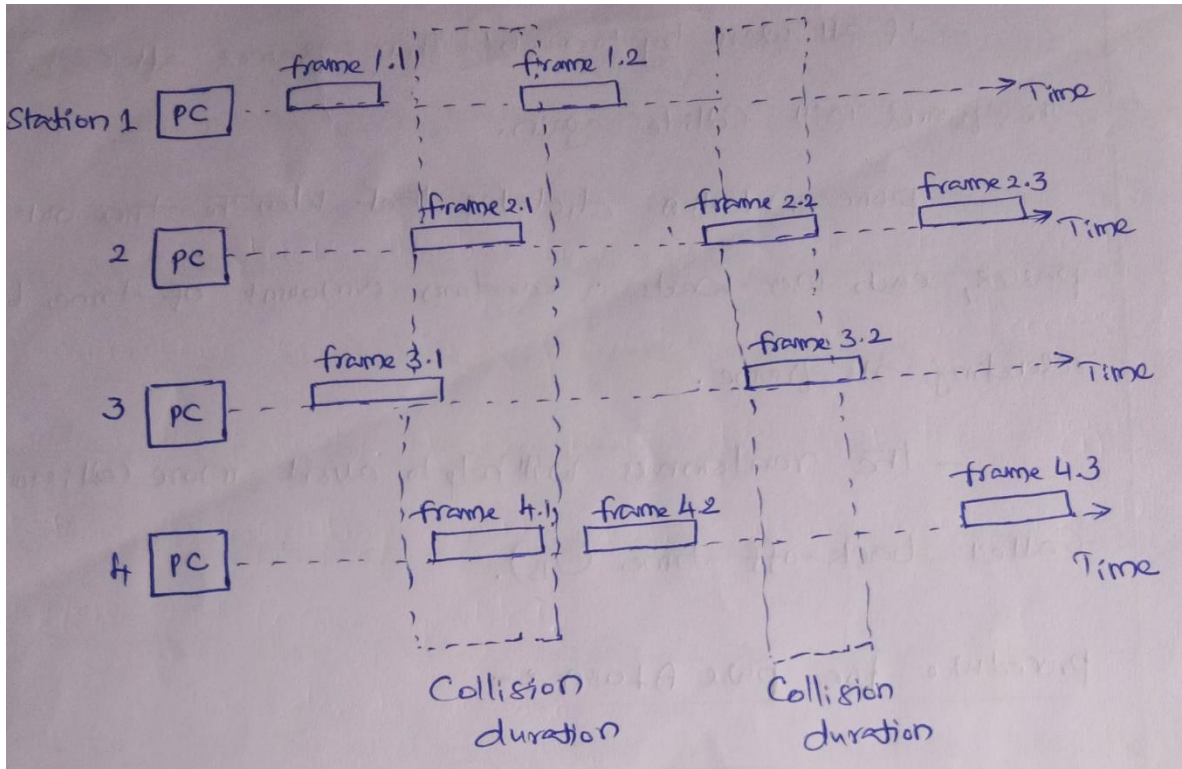 frame 1.1 frame 1.2
Station 1 PC Time
frame 2.1 frame 2.2 frame 2.3
2 PC Time
frame 3.1 frame 3.2
3 PC Time
frame 4.1 frame 4.2 frame 4.3
4 PC Time
Collision duration
Collision duration